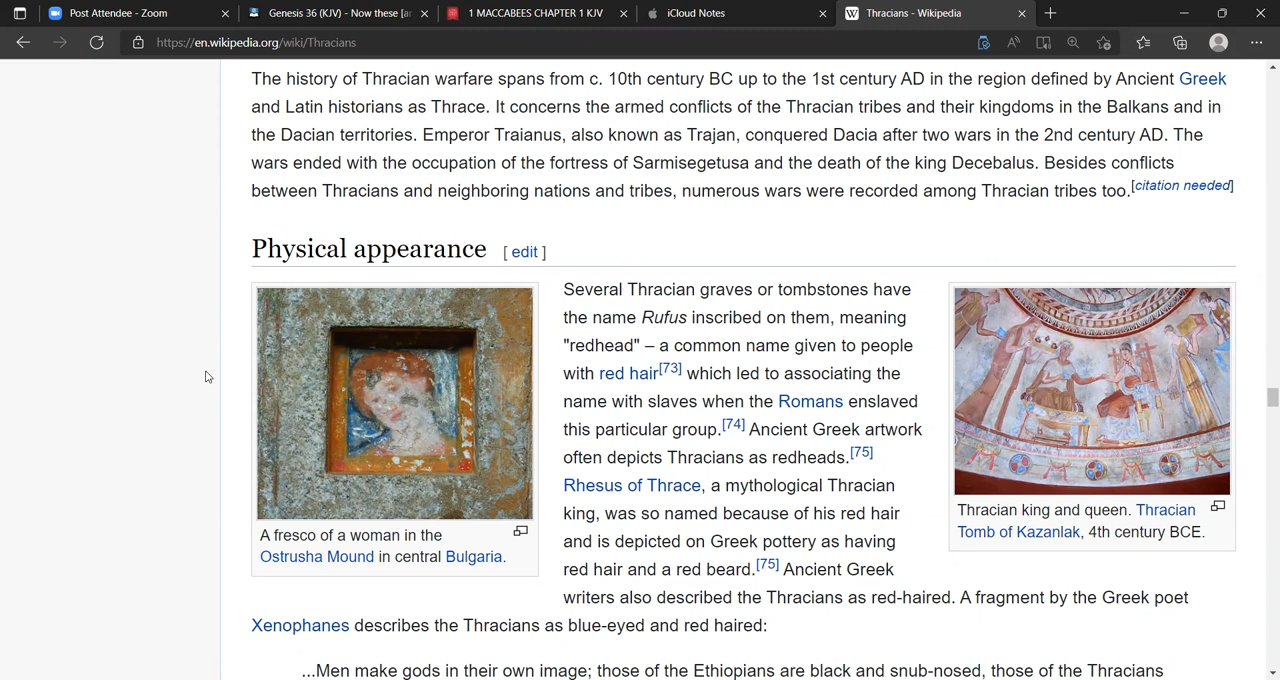 Post Attendee - Zoom
Genesis 36 (KJV) - Now these [ar
1 MACCABEES CHAPTER 1 KJV
iCloud Notes
Thracians - Wikipedia
https://en.wikipedia.org/wiki/Thracians
The history of Thracian warfare spans from c. 10th century BC up to the 1st century AD in the region defined by Ancient Greek
and Latin historians as Thrace. It concerns the armed conflicts of the Thracian tribes and their kingdoms in the Balkans and in
the Dacian territories. Emperor Traianus, also known as Trajan, conquered Dacia after two wars in the 2nd century AD. The
wars ended with the occupation of the fortress of Sarmisegetusa and the death of the king Decebalus. Besides conflicts
between Thracians and neighboring nations and tribes, numerous wars were recorded among Thracian tribes too.[citation needed]
Physical appearance [ edit ]
A fresco of a woman in the
Ostrusha Mound in central Bulgaria.
Several Thracian graves or tombstones have
the name Rufus inscribed on them, meaning
"redhead" – a common name given to people
with red hair[73] which led to associating the
name with slaves when the Romans enslaved
this particular group.[74] Ancient Greek artwork
often depicts Thracians as redheads.[75]
Rhesus of Thrace, a mythological Thracian
king, was so named because of his red hair
and is depicted on Greek pottery as having
red hair and a red beard.[75] Ancient Greek
writers also described the Thracians as red-haired. A fragment by the Greek poet
Xenophanes describes the Thracians as blue-eyed and red haired:
...Men make gods in their own image; those of the Ethiopians are black and snub-nosed, those of the Thracians
Thracian king and queen. Thracian
Tomb of Kazanlak, 4th century BCE.